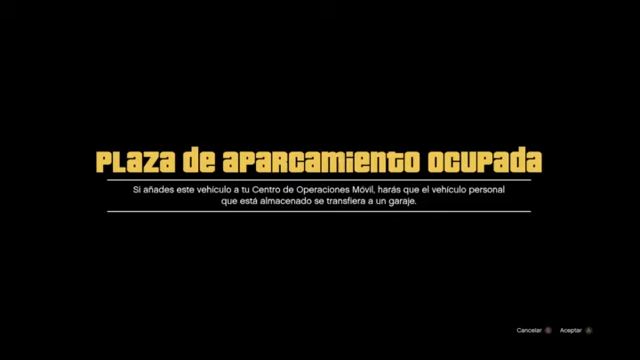 PLAZA DE APARCAMIENTO OCUPADA
Si añades este vehículo a tu Centro de Operaciones Móvil, harás que el vehículo personal
que está almacenado se transfiera a un garaje.
Cancelar Aceptar